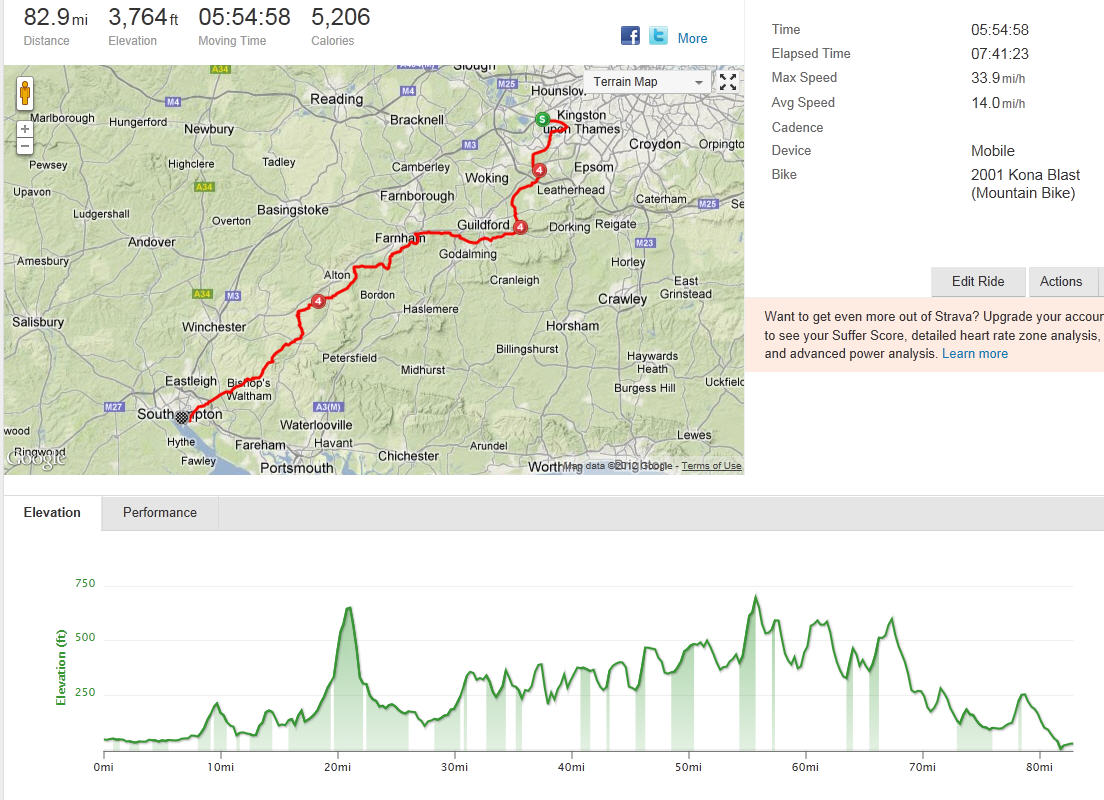 82.9mi 3,764ft 05:54:58 5,206
Distance Elevation Moving Time Calories
f t More
Time 05:54:58
Elapsed Time 07:41:23
Max Speed 33.9mi/h
Avg Speed 14.0mi/h
Cadence
Device Mobile
Bike 2001 Kona Blast
(Mountain Bike)
Edit Ride Actions
Want to get even more out of Strava? Upgrade your accour
to see your Suffer Score, detailed heart rate zone analysis,
and advanced power analysis. Learn more
A34
Slough
Terrain Map
M25
Hounslow
M4
Reading
M4
Marlborough
Hungerford
Newbury
Bracknell
S
Kingston
upon Thames
M3
Croydon
Orpingto
Pewsey
Highclere
Tadley
Camberley
Woking
4
Epsom
Upavon
A34
Farnborough
Leatherhead
Caterham
M25
Se
Ludgershall
Overton
Basingstoke
Guildford
4
Dorking
Reigate
Andover
Farnham
Godalming
M23
Amesbury
Horley
Alton
Cranleigh
East
Grinstead
A34
M3
4
Bordon
Haslemere
Crawley
Salisbury
Winchester
Horsham
Petersfield
Billingshurst
Haywards
Heath
Midhurst
Eastleigh
Bishop's
Waltham
Burgess Hill
Uckfielc
M27
A3(M)
Southampton
Waterlooville
wood
Hythe
Fareham
Havant
Arundel
Lewes
Ringwood
Google
Fawley
Portsmouth
Chichester
Worthing
Brighton
Map data ©2012 Google - Terms of Use
Elevation Performance
Elevation (ft)
750
500
250
0mi 10mi 20mi 30mi 40mi 50mi 60mi 70mi 80mi